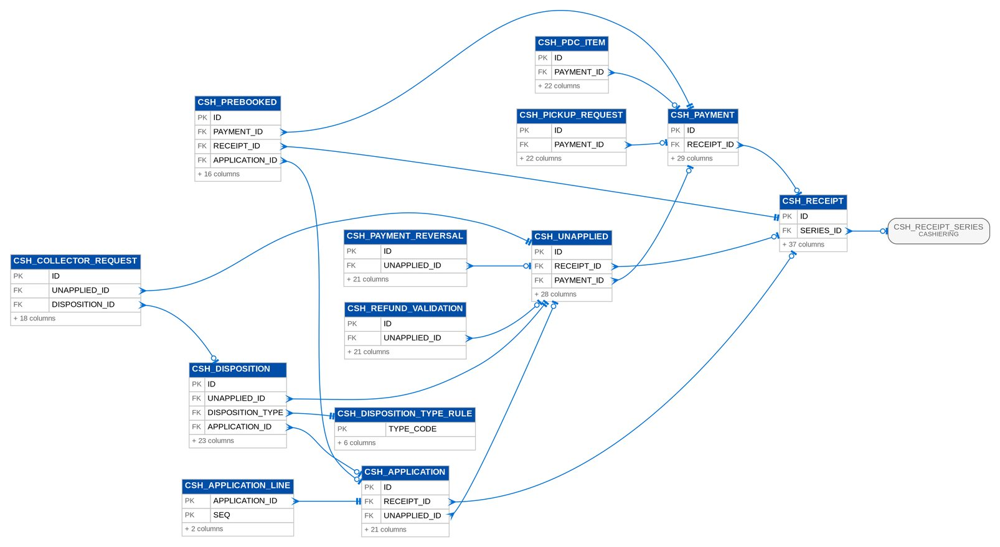 CSH_PDC_ITEM
PK ID
FK PAYMENT_ID
+ 22 columns
CSH_PREBOOKED
PK ID
FK PAYMENT_ID
FK RECEIPT_ID
FK APPLICATION_ID
+ 16 columns
CSH_PICKUP_REQUEST
PK ID
FK PAYMENT_ID
+ 22 columns
CSH_PAYMENT
PK ID
FK RECEIPT_ID
+ 29 columns
CSH_RECEIPT
PK ID
FK SERIES_ID
+ 37 columns
CSH_RECEIPT_SERIES
CASHIERING
CSH_PAYMENT_REVERSAL
PK ID
FK UNAPPLIED_ID
+ 21 columns
CSH_UNAPPLIED
PK ID
FK RECEIPT_ID
FK PAYMENT_ID
+ 28 columns
CSH_COLLECTOR_REQUEST
PK ID
FK UNAPPLIED_ID
FK DISPOSITION_ID
+ 18 columns
CSH_REFUND_VALIDATION
PK ID
FK UNAPPLIED_ID
+ 21 columns
CSH_DISPOSITION
PK ID
FK UNAPPLIED_ID
FK DISPOSITION_TYPE
FK APPLICATION_ID
+ 23 columns
CSH_DISPOSITION_TYPE_RULE
PK TYPE_CODE
+ 6 columns
CSH_APPLICATION
PK ID
FK RECEIPT_ID
FK UNAPPLIED_ID
+ 21 columns
CSH_APPLICATION_LINE
PK APPLICATION_ID
PK SEQ
+ 2 columns